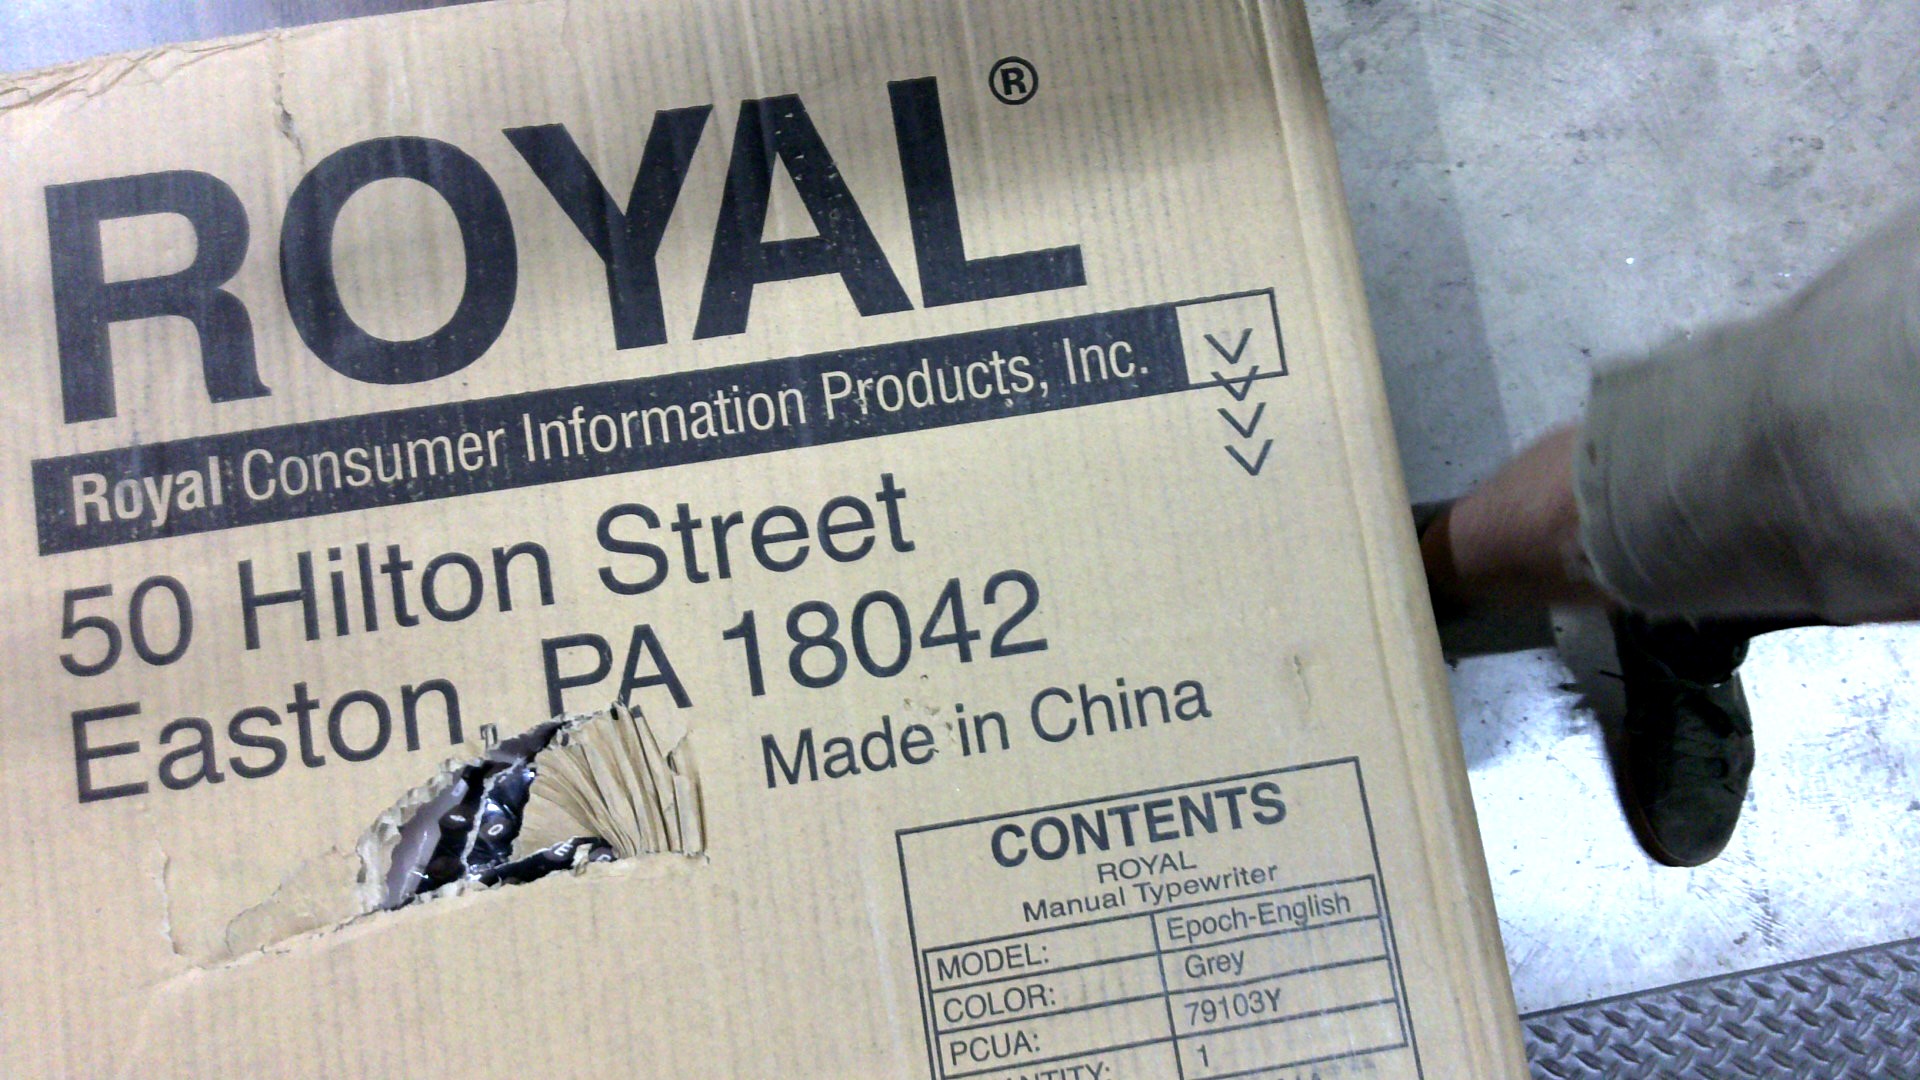 ROYAL®
Royal Consumer Information Products, Inc.
50 Hilton Street
Easton, PA 18042
Made in China
CONTENTS
ROYAL
Manual Typewriter
MODEL: Epoch-English
COLOR: Grey
PCUA: 79103Y
1